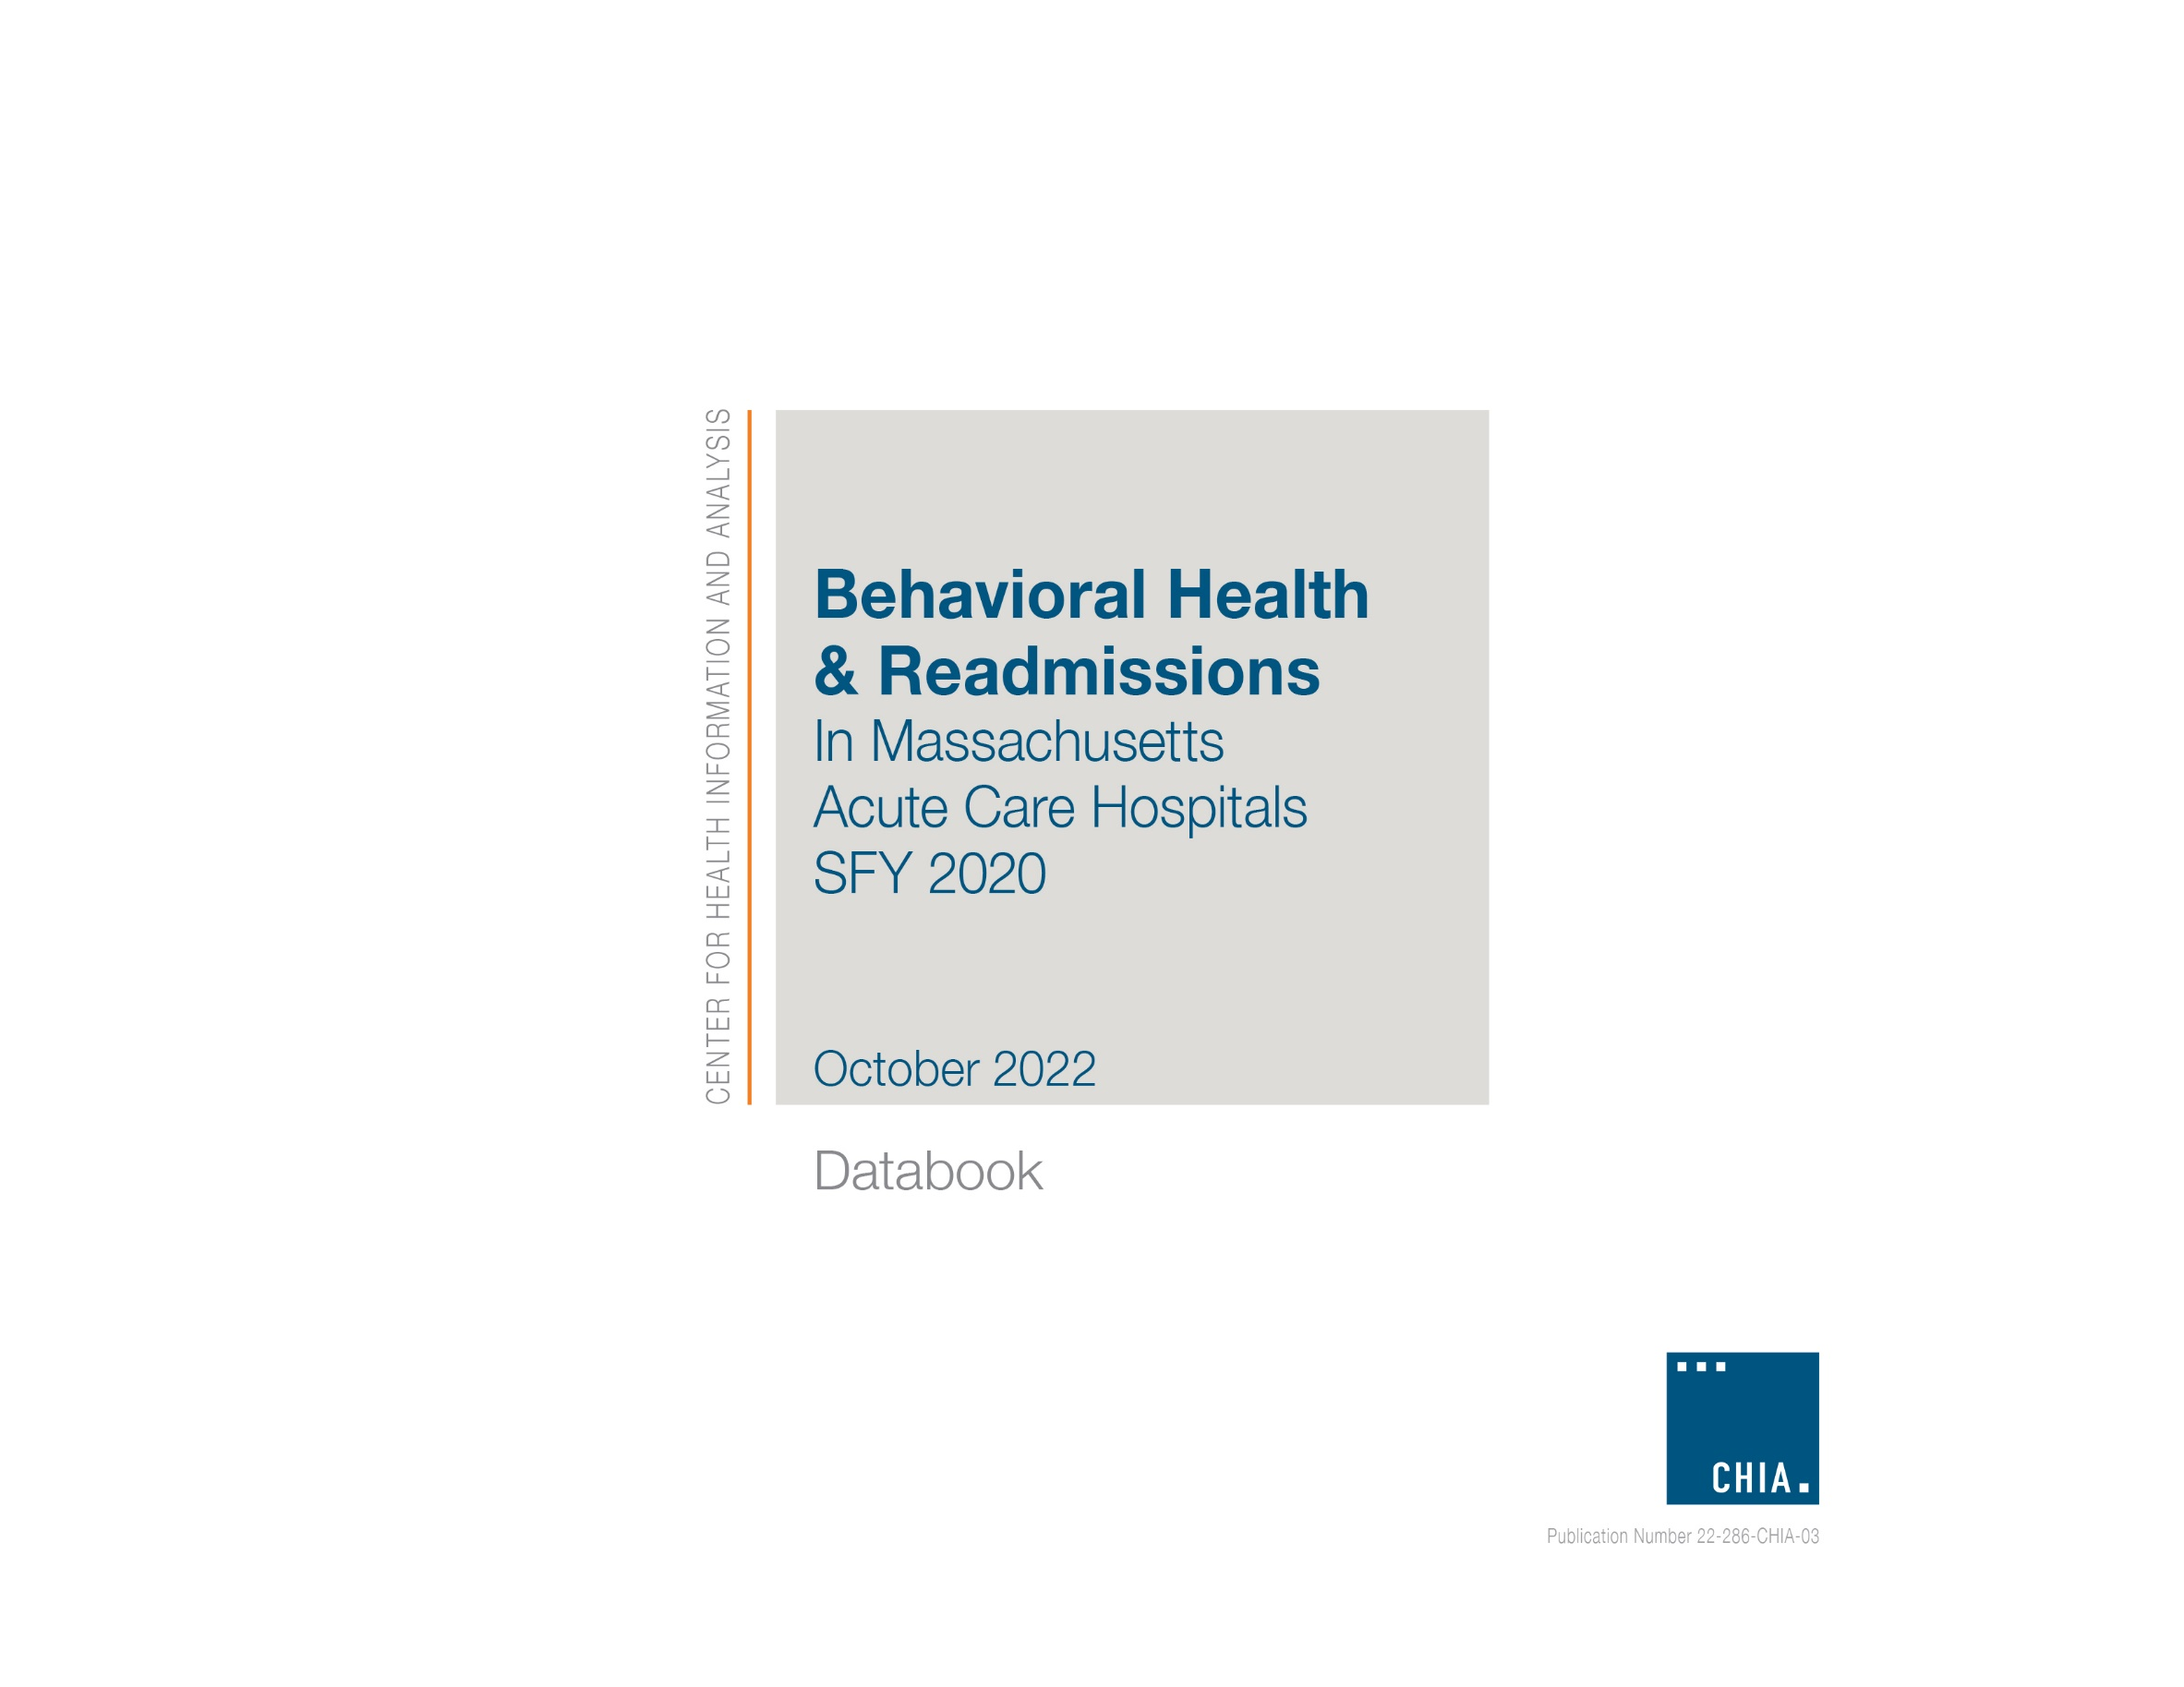 CENTER FOR HEALTH INFORMATION AND ANALYSIS
Behavioral Health
& Readmissions
In Massachusetts
Acute Care Hospitals
SFY 2020
October 2022
Databook
CHIA.
Publication Number 22-286-CHIA-03